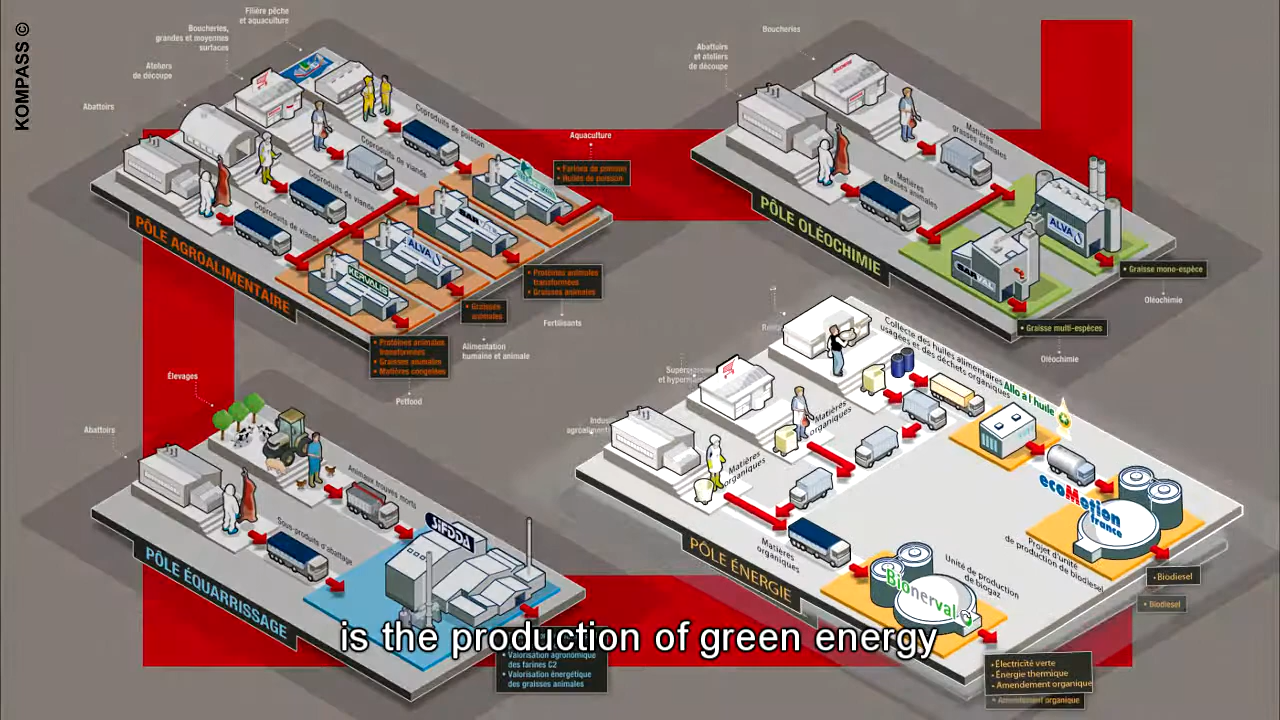 KOMPASS ©
Filière pêche
et aquaculture
Boucheries,
grandes et moyennes
surfaces
Ateliers
de découpe
Abattoirs
Coproduits de poisson
Coproduits de viande
Coproduits de viande
Coproduits de viande
Aquaculture
• Farines de poisson
• Huiles de poisson
ALVA
KERVALIS
PÔLE AGROALIMENTAIRE
• Protéines animales
transformées
• Graisses animales
Fertilisants
• Graisses
animales
Alimentation
humaine et animale
• Protéines animales
transformées
• Graisses animales
• Matières congelées
Petfood
Boucheries
Abattoirs
et ateliers
de découpe
Matières
grasses animales
Matières
grasses animales
ALVA
PÔLE OLÉOCHIMIE
• Graisse mono-espèce
Oléochimie
• Graisse multi-espèces
Oléochimie
Élevages
Abattoirs
Animaux trouvés morts
Sous-produits d'abattage
SIFDDA
PÔLE ÉQUARRISSAGE
• Valorisation agronomique
des farines C2
• Valorisation énergétique
des graisses animales
Collecte des huiles alimentaires
usagées et des déchets organiques
Allo à l'huile
Matières
organiques
Matières
organiques
Matières
organiques
ecoMotion
france
Projet d'unité
de production de biodiesel
• Biodiesel
• Biodiesel
PÔLE ÉNERGIE
Unité de production
de biogaz
Bionerval
• Électricité verte
• Énergie thermique
• Amendement organique
• Amendement organique
is the production of green energy